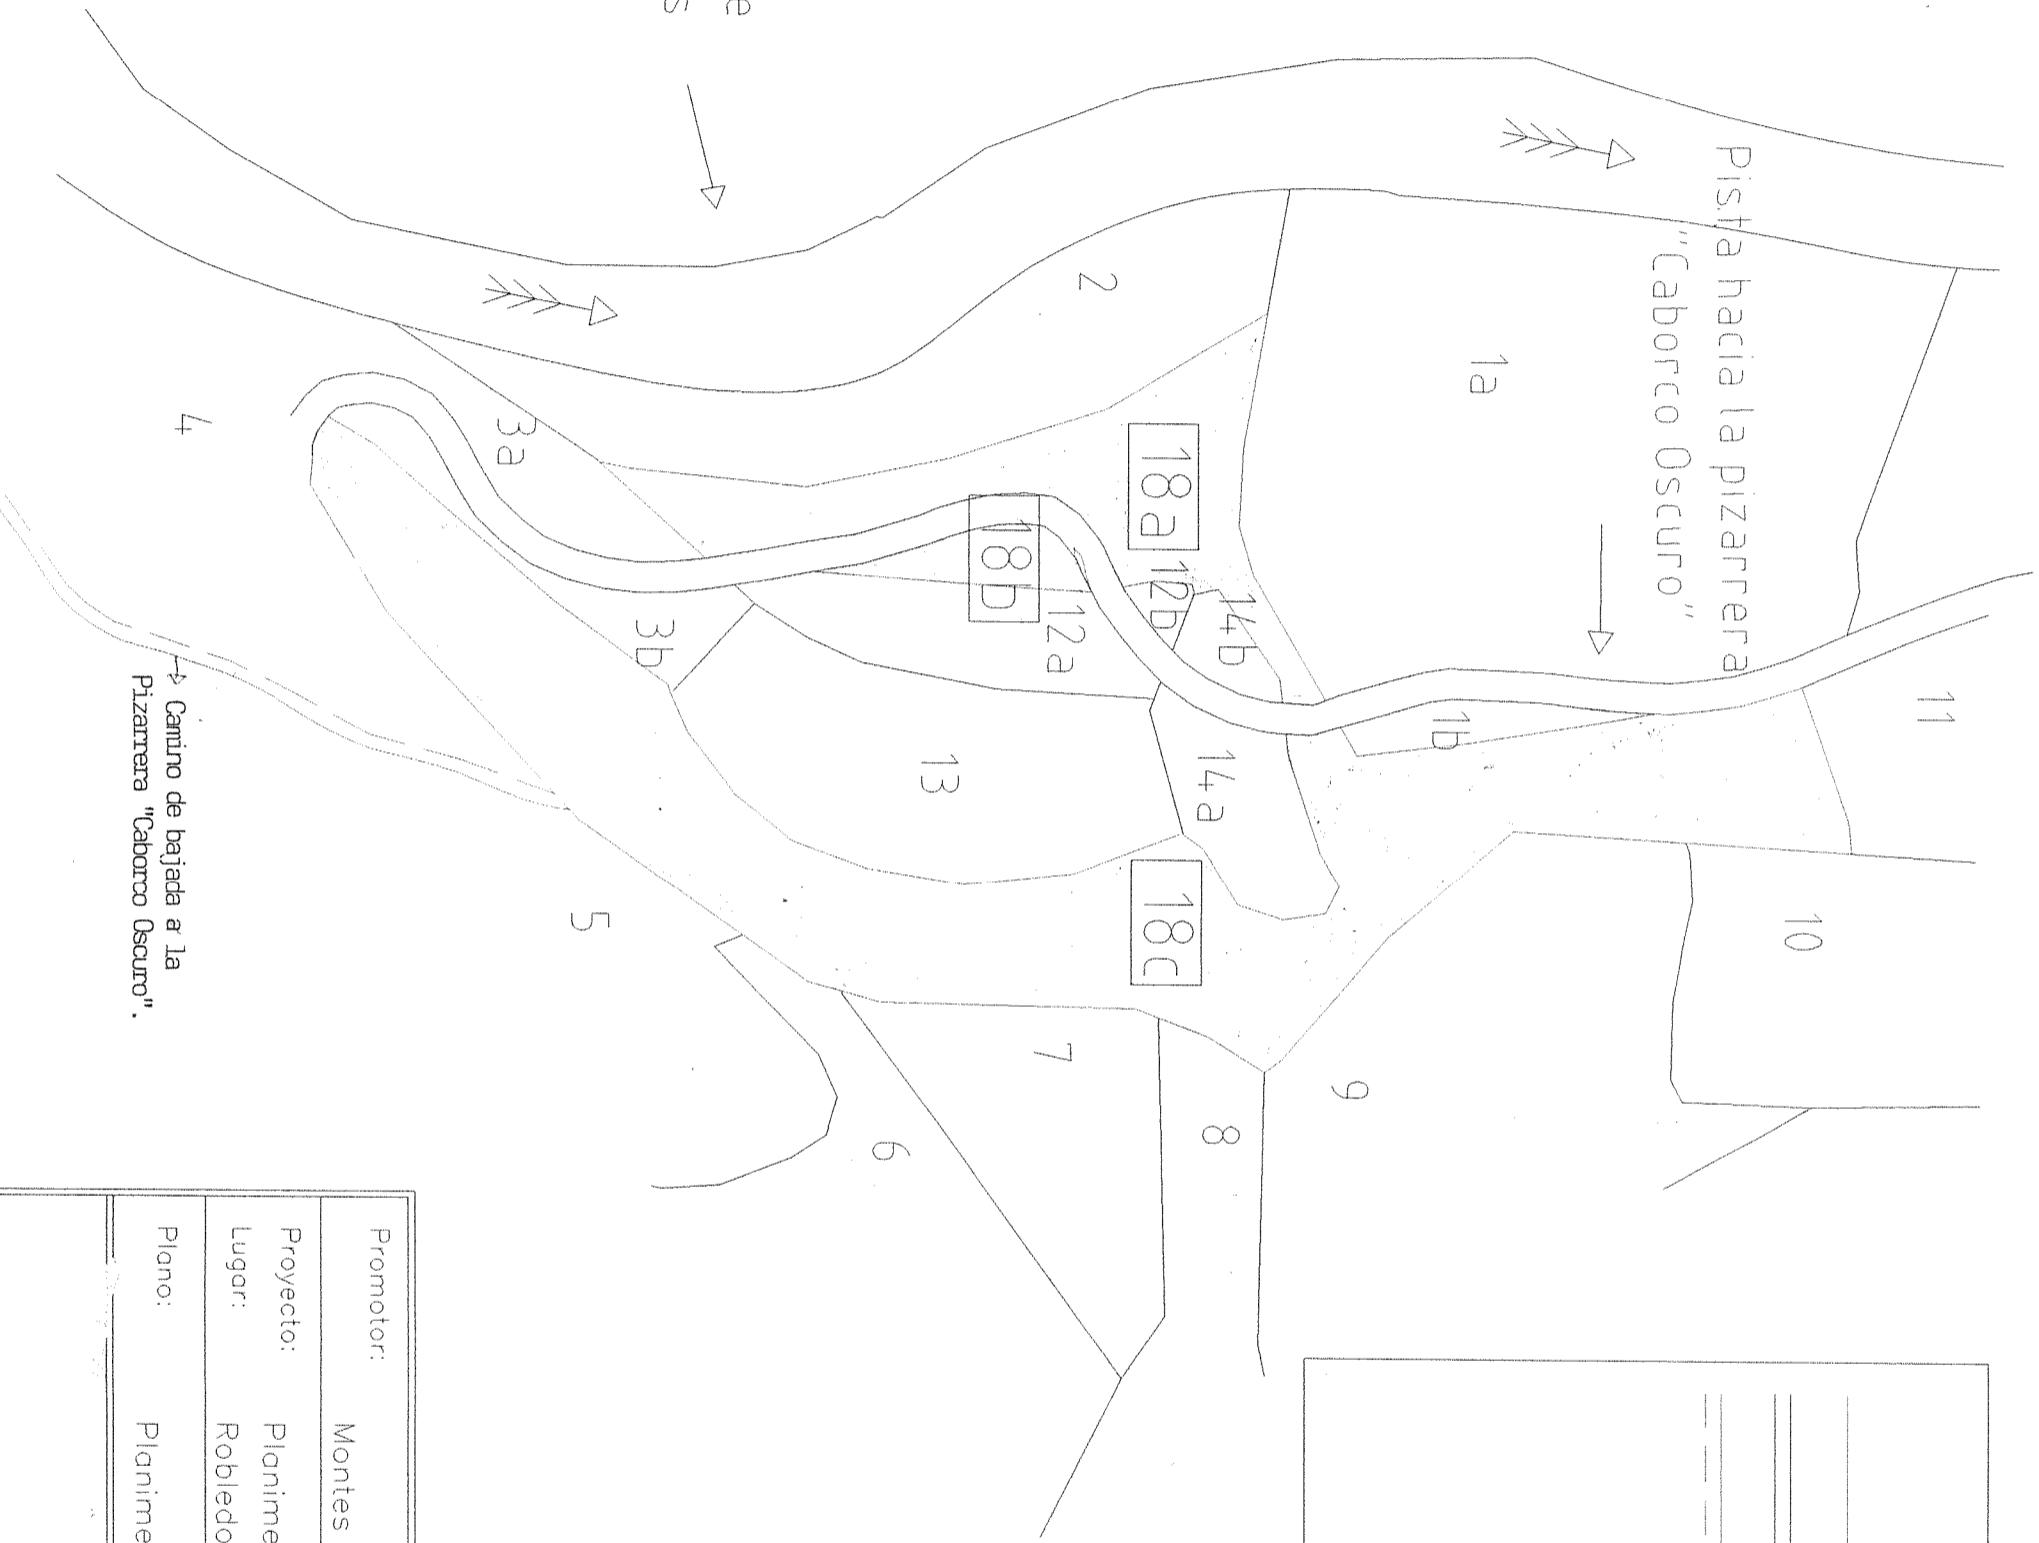 Pista hacia la pizarrera
"Caborco Oscuro"
11
10
1a
1b
9
14b
14a
8
18a
12b
18c
2
12a
7
18b
13
6
3b
5
3a
4
Camino de bajada a la
Pizarrera "Caborco Oscuro".
Promotor:
Montes
Proyecto:
Planime
Lugar:
Robledo
Plano:
Planime
e
s